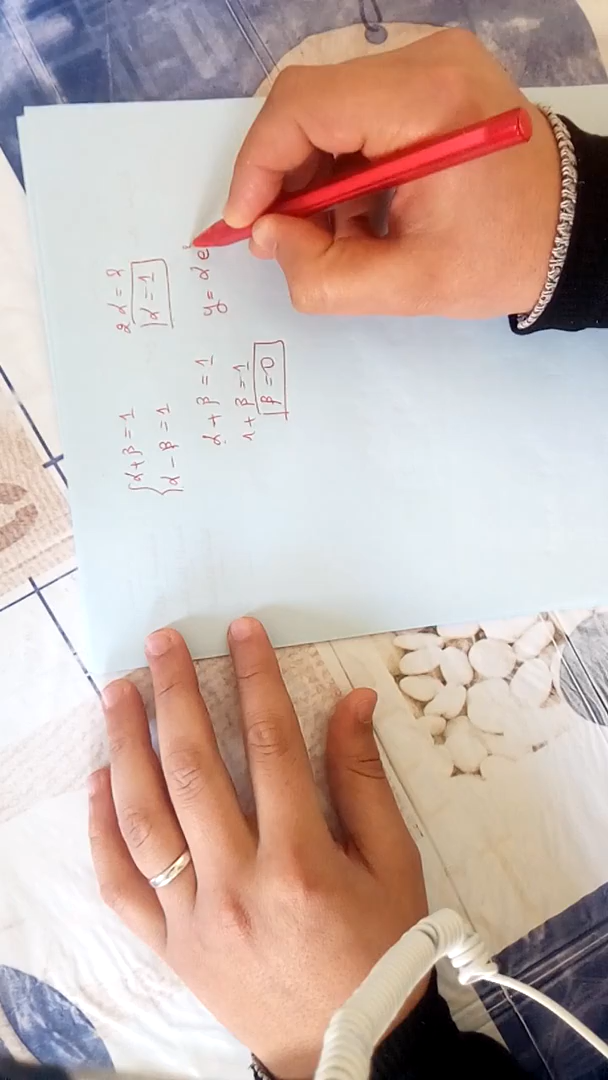 α + β = 1
α - β = 1
2α = 2
α = 1
α + β = 1
1 + β = 1
β = 0
y = αe